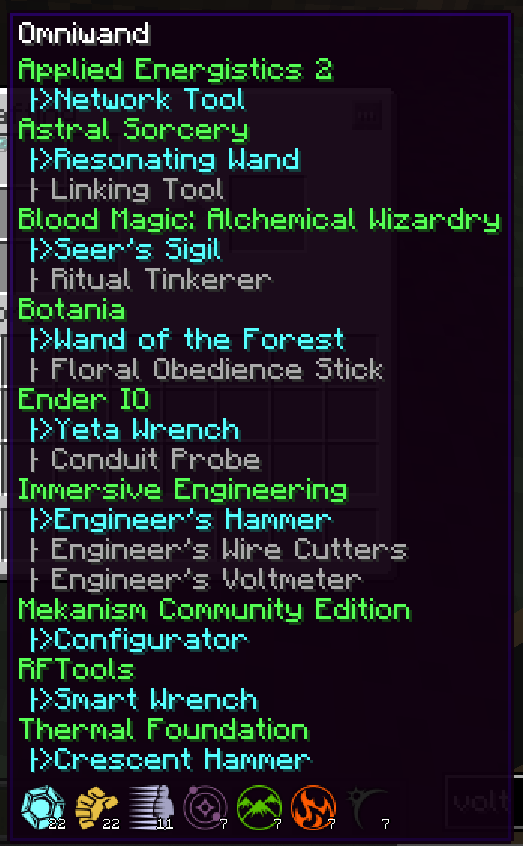 Omniwand
Applied Energistics 2
├>Network Tool
Astral Sorcery
├>Resonating Wand
├ Linking Tool
Blood Magic: Alchemical Wizardry
├>Seer's Sigil
├ Ritual Tinkerer
Botania
├>Wand of the Forest
├ Floral Obedience Stick
Ender IO
├>Yeta Wrench
├ Conduit Probe
Immersive Engineering
├>Engineer's Hammer
├ Engineer's Wire Cutters
├ Engineer's Voltmeter
Mekanism Community Edition
├>Configurator
RFTools
├>Smart Wrench
Thermal Foundation
├>Crescent Hammer
22 22 11 7 7 7 7
volt